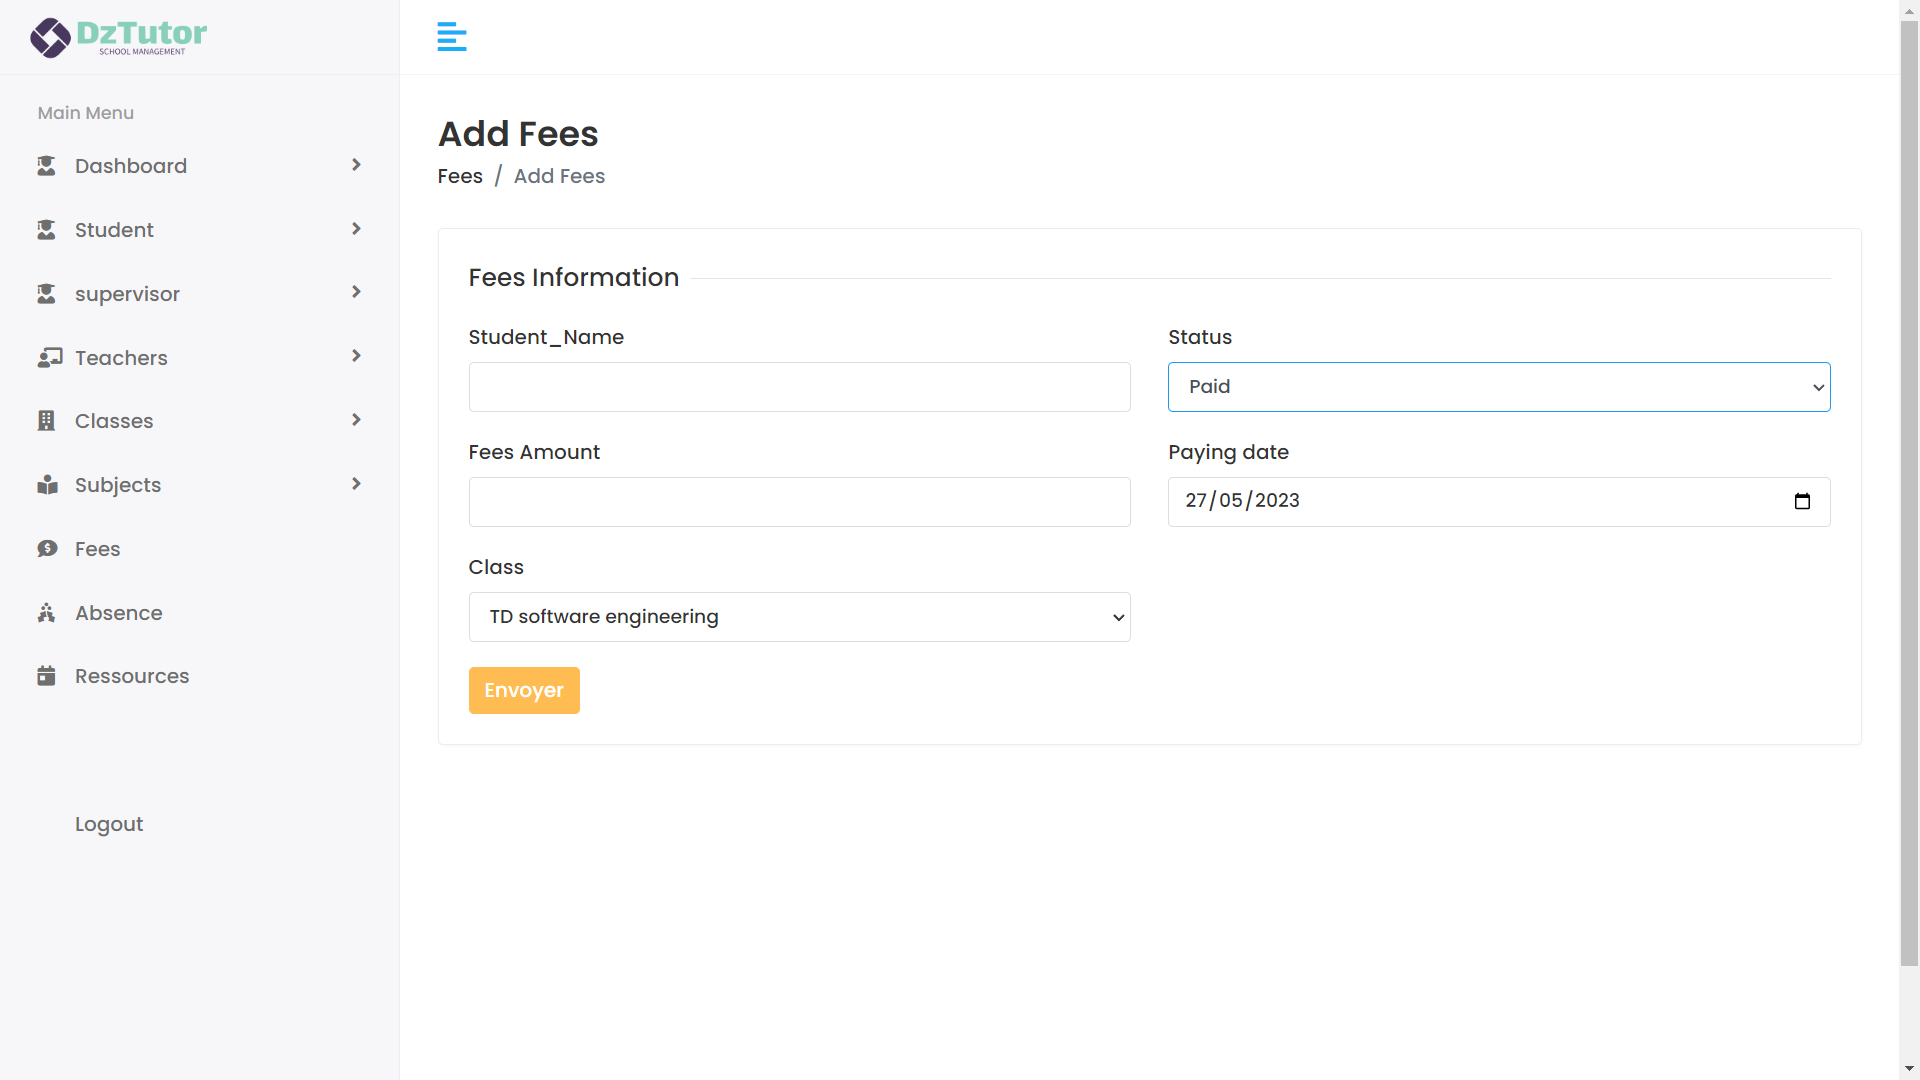 DzTutor
SCHOOL MANAGEMENT
Main Menu
Dashboard
Student
supervisor
Teachers
Classes
Subjects
Fees
Absence
Ressources
Logout
Add Fees
Fees / Add Fees
Fees Information
Student_Name
Status
Paid
Fees Amount
Paying date
27/05/2023
Class
TD software engineering
Envoyer